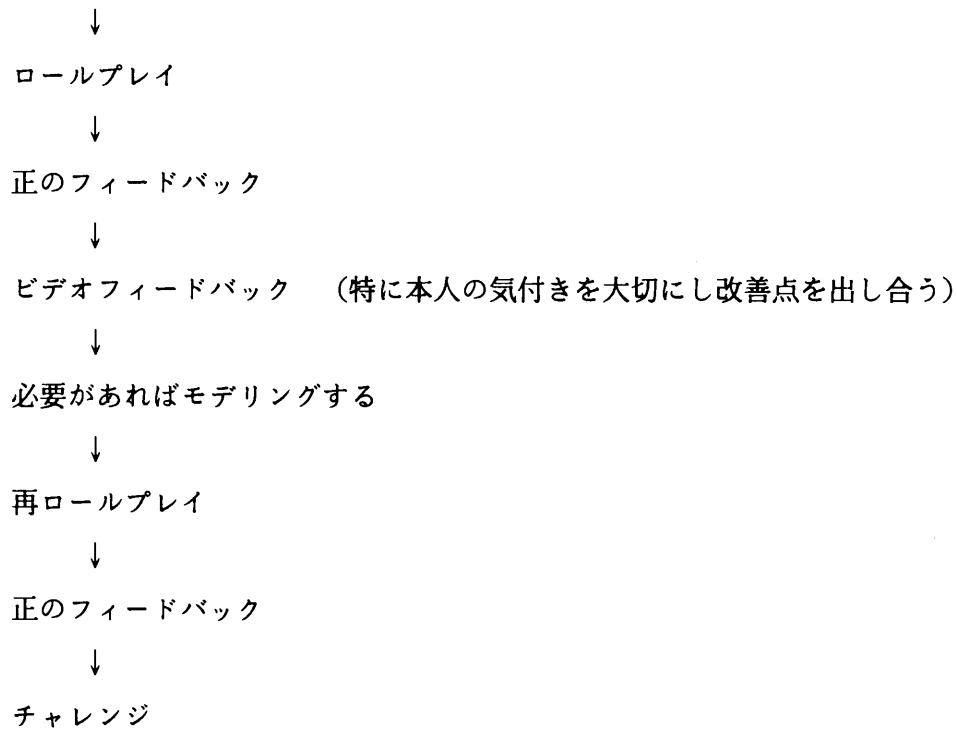 ↓
ロールプレイ
↓
正のフィードバック
↓
ビデオフィードバック (特に本人の気付きを大切にし改善点を出し合う)
↓
必要があればモデリングする
↓
再ロールプレイ
↓
正のフィードバック
↓
チャレンジ